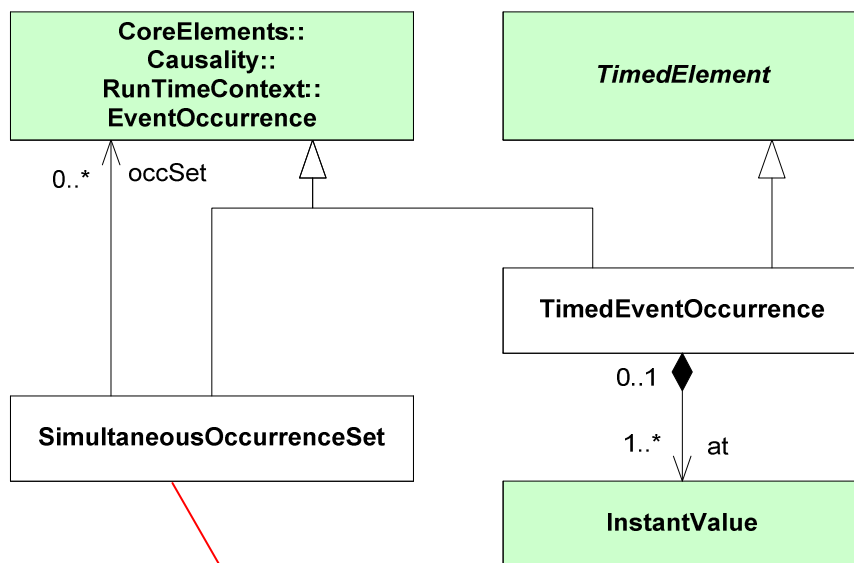 CoreElements::
Causality::
RunTimeContext::
EventOccurrence
TimedElement
0..*
occSet
TimedEventOccurrence
0..1
SimultaneousOccurrenceSet
1..*
at
InstantValue